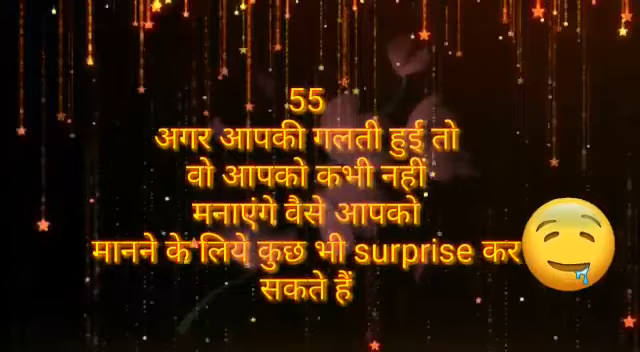 55
अगर आपकी गलती हुई तो
वो आपको कभी नहीं
मनाएंगे वैसे आपको
मानने के लिये कुछ भी surprise कर
सकते हैं